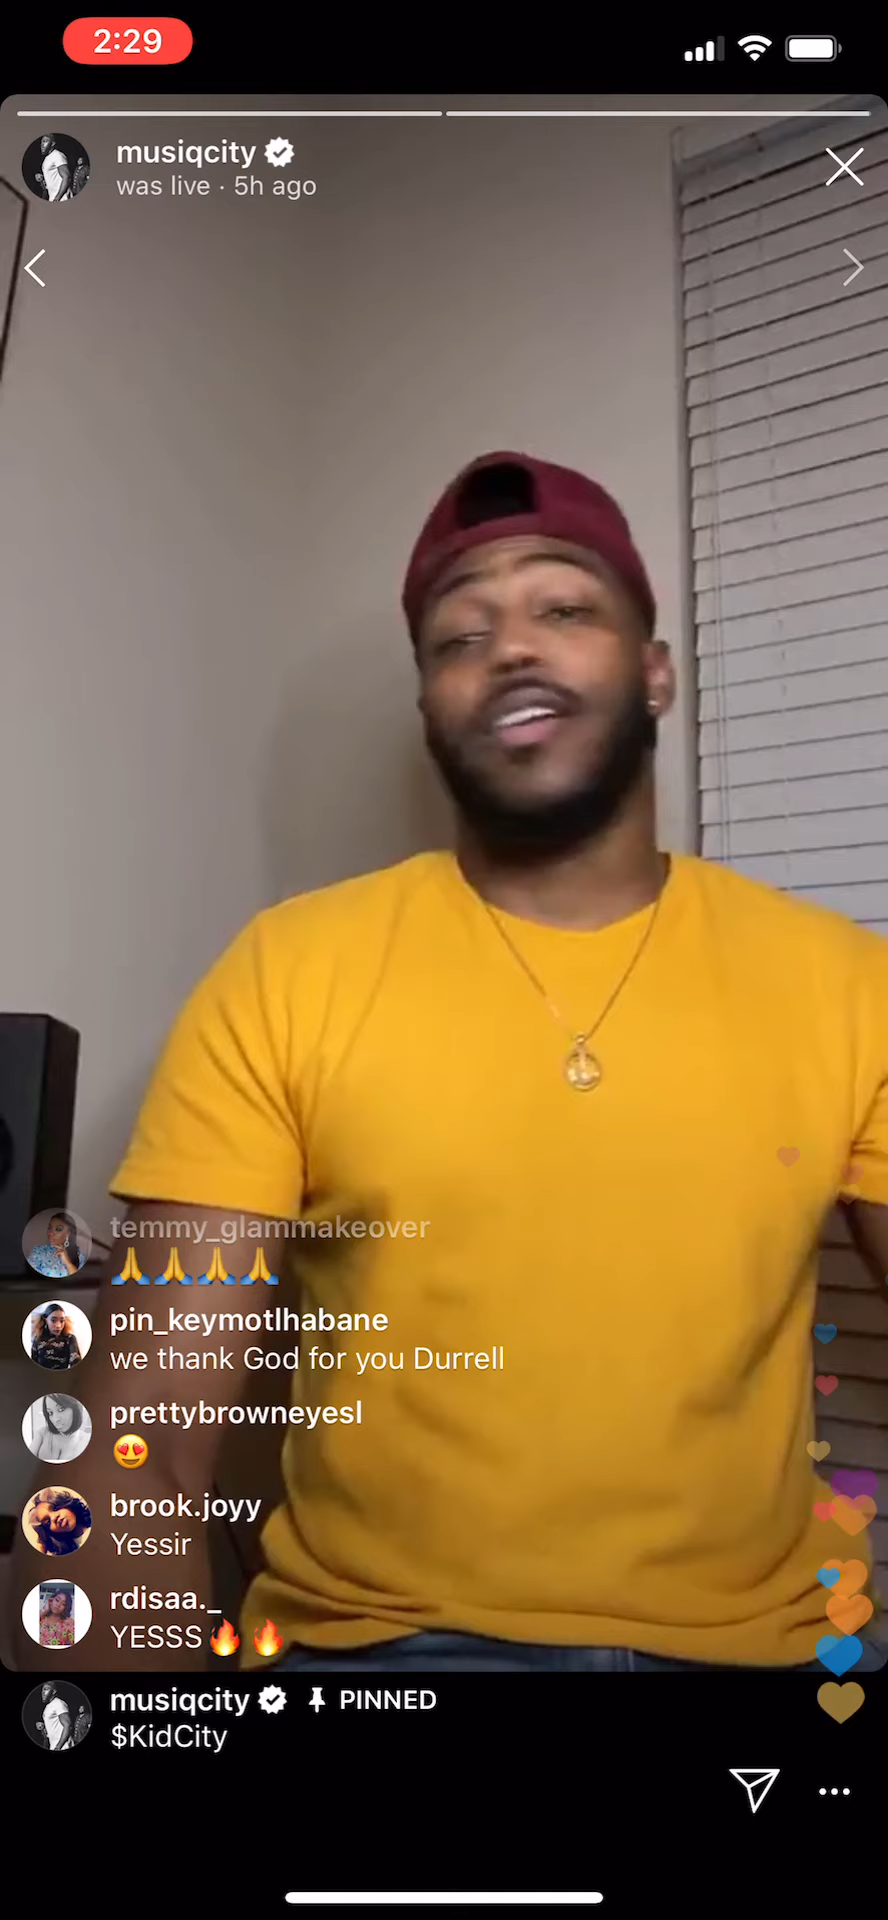 2:29
musiqcity
was live · 5h ago
temmy_glammakeover
🙏🙏🙏🙏
pin_keymotlhabane
we thank God for you Durrell
prettybrowneyesl
😍
brook.joyy
Yessir
rdisaa._
YESSS🔥 🔥
musiqcity PINNED
$KidCity